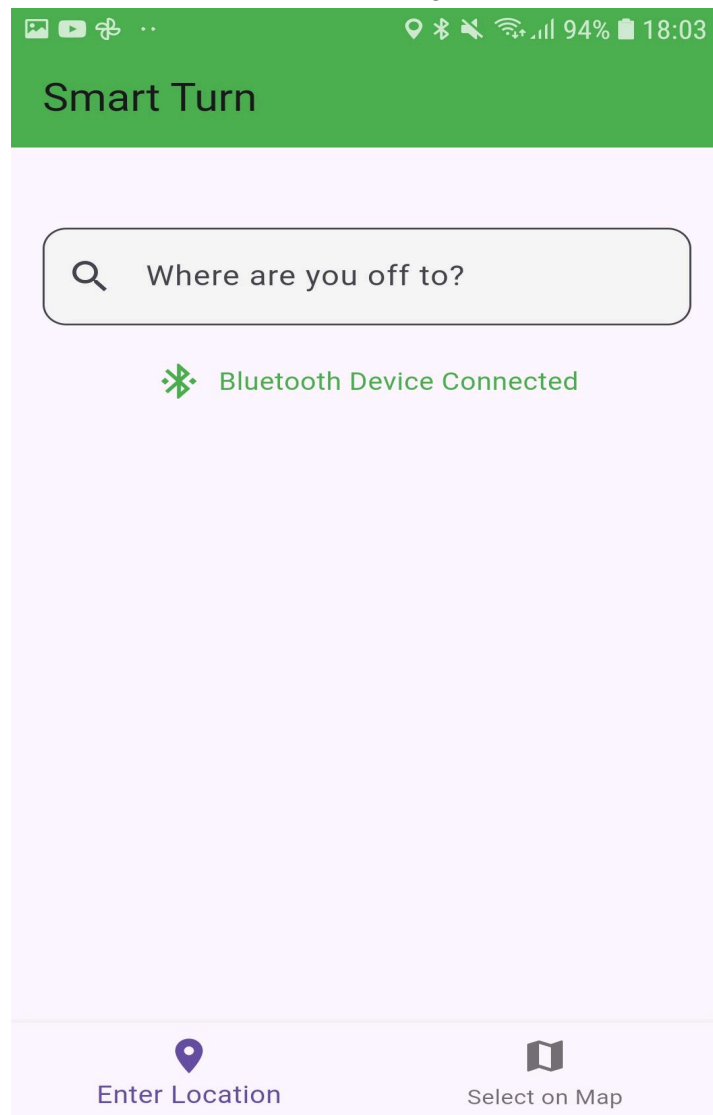 94% 18:03
Smart Turn
Where are you off to?
Bluetooth Device Connected
Enter Location
Select on Map